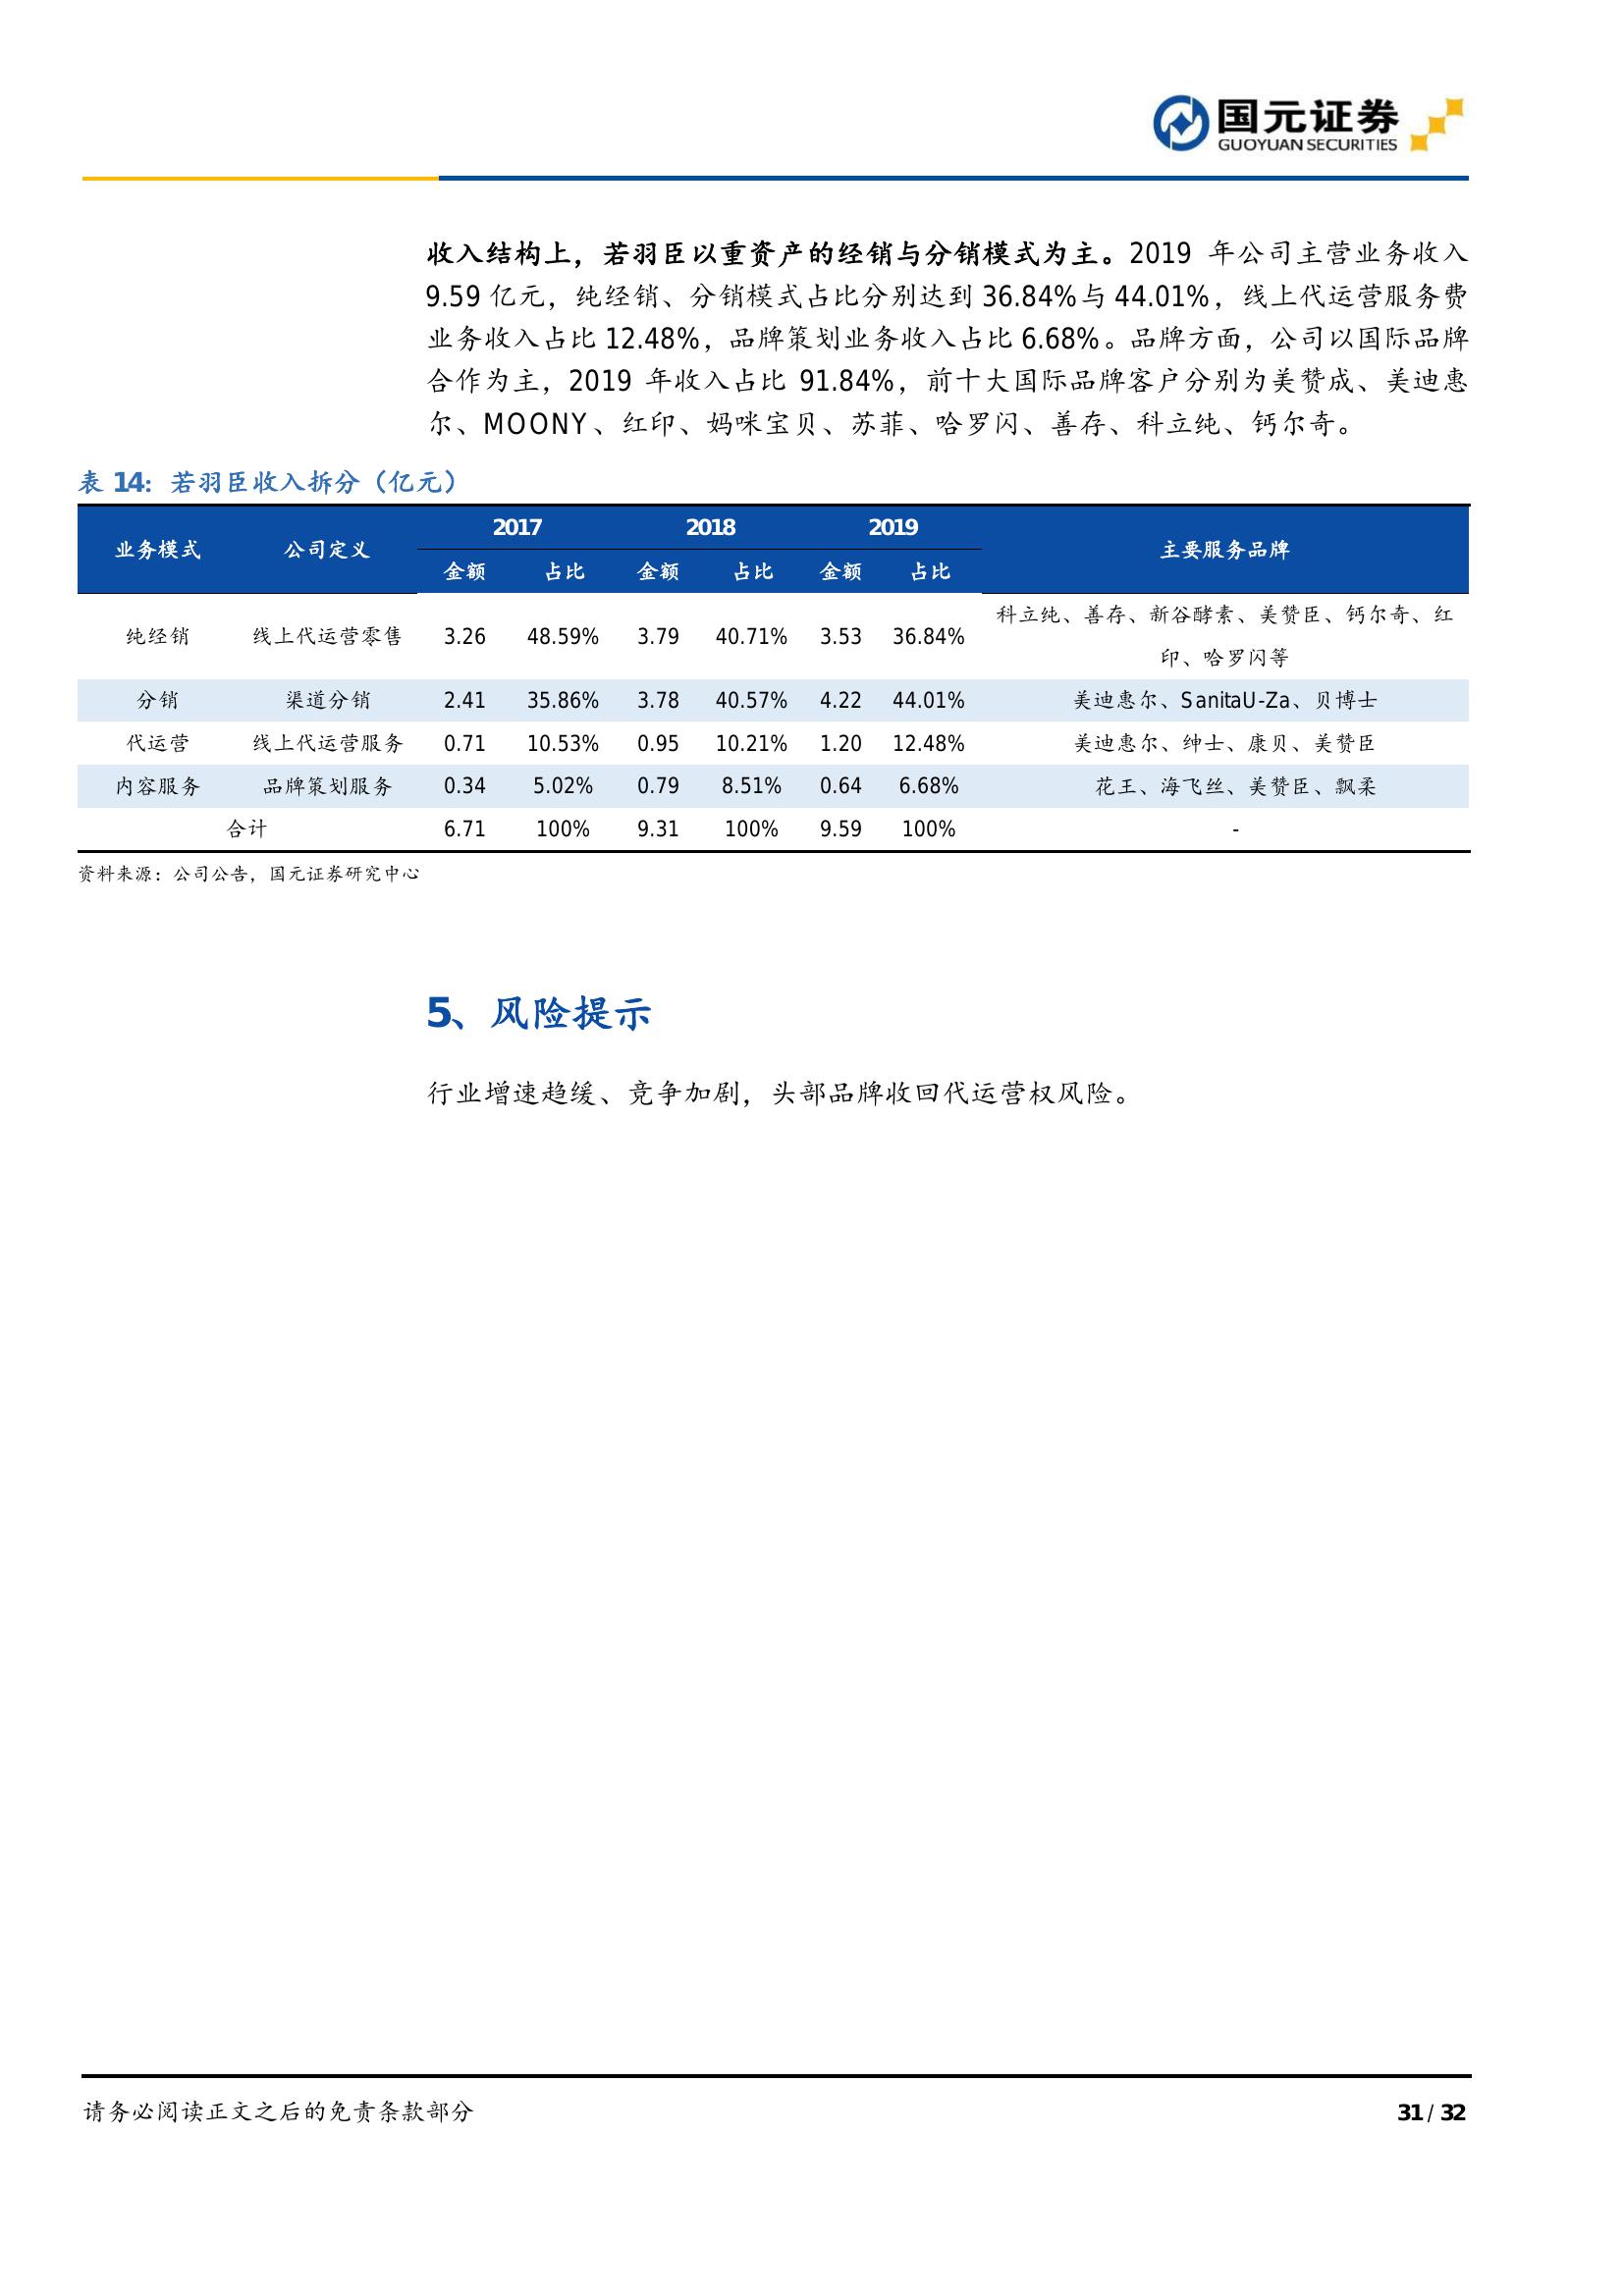 国元证券
GUOYUAN SECURITIES
收入结构上，若羽臣以重资产的经销与分销模式为主。2019 年公司主营业务收入
9.59 亿元，纯经销、分销模式占比分别达到 36.84%与 44.01%，线上代运营服务费
业务收入占比 12.48%，品牌策划业务收入占比 6.68%。品牌方面，公司以国际品牌
合作为主，2019 年收入占比 91.84%，前十大国际品牌客户分别为美赞成、美迪惠
尔、MOONY、红印、妈咪宝贝、苏菲、哈罗闪、善存、科立纯、钙尔奇。
表 14：若羽臣收入拆分（亿元）
业务模式 公司定义 2017 2018 2019 主要服务品牌
金额 占比 金额 占比 金额 占比
纯经销 线上代运营零售 3.26 48.59% 3.79 40.71% 3.53 36.84% 科立纯、善存、新谷酵素、美赞臣、钙尔奇、红
印、哈罗闪等
分销 渠道分销 2.41 35.86% 3.78 40.57% 4.22 44.01% 美迪惠尔、SanitaU-Za、贝博士
代运营 线上代运营服务 0.71 10.53% 0.95 10.21% 1.20 12.48% 美迪惠尔、绅士、康贝、美赞臣
内容服务 品牌策划服务 0.34 5.02% 0.79 8.51% 0.64 6.68% 花王、海飞丝、美赞臣、飘柔
合计 6.71 100% 9.31 100% 9.59 100% -
资料来源：公司公告，国元证券研究中心
5、风险提示
行业增速趋缓、竞争加剧，头部品牌收回代运营权风险。
请务必阅读正文之后的免责条款部分 31 / 32